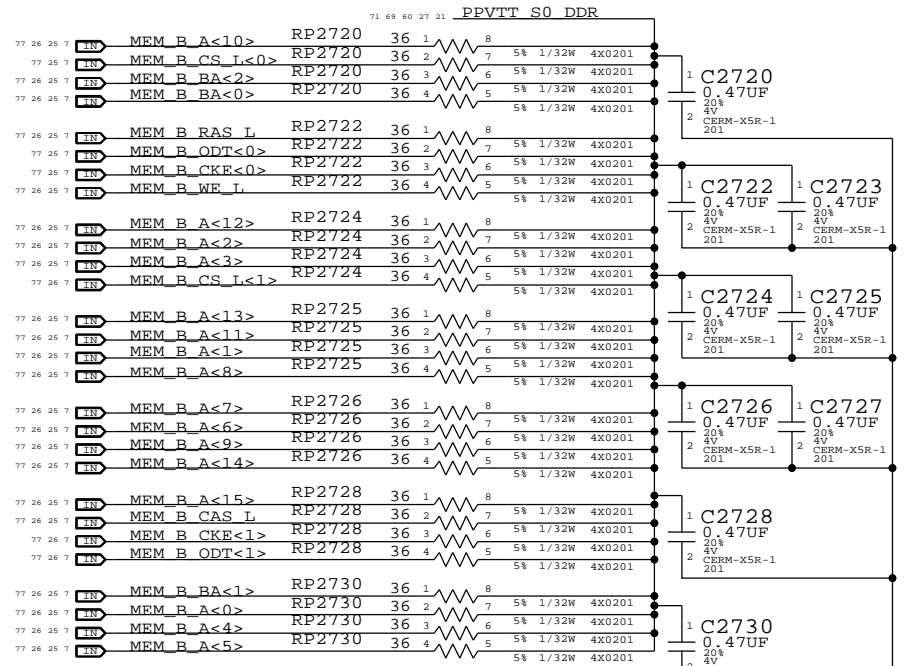 71 69 60 27 21 PPVTT_S0_DDR
77 26 25 7 IN MEM_B_A<10> RP2720 36 1 8 5% 1/32W 4X0201
77 25 7 IN MEM_B_CS_L<0> RP2720 36 2 7 5% 1/32W 4X0201
77 26 25 7 IN MEM_B_BA<2> RP2720 36 3 6 5% 1/32W 4X0201
77 26 25 7 IN MEM_B_BA<0> RP2720 36 4 5 5% 1/32W 4X0201
1 C2720
0.47UF
20%
4V
2 CERM-X5R-1
201
77 26 25 7 IN MEM_B_RAS_L RP2722 36 1 8 5% 1/32W 4X0201
77 25 7 IN MEM_B_ODT<0> RP2722 36 2 7 5% 1/32W 4X0201
77 25 7 IN MEM_B_CKE<0> RP2722 36 3 6 5% 1/32W 4X0201
77 26 25 7 IN MEM_B_WE_L RP2722 36 4 5 5% 1/32W 4X0201
1 C2722 1 C2723
0.47UF 0.47UF
20% 20%
4V 4V
2 CERM-X5R-1 2 CERM-X5R-1
201 201
77 26 25 7 IN MEM_B_A<12> RP2724 36 1 8 5% 1/32W 4X0201
77 26 25 7 IN MEM_B_A<2> RP2724 36 2 7 5% 1/32W 4X0201
77 26 25 7 IN MEM_B_A<3> RP2724 36 3 6 5% 1/32W 4X0201
77 26 7 IN MEM_B_CS_L<1> RP2724 36 4 5 5% 1/32W 4X0201
1 C2724 1 C2725
0.47UF 0.47UF
20% 20%
4V 4V
2 CERM-X5R-1 2 CERM-X5R-1
201 201
77 26 25 7 IN MEM_B_A<13> RP2725 36 1 8 5% 1/32W 4X0201
77 26 25 7 IN MEM_B_A<11> RP2725 36 2 7 5% 1/32W 4X0201
77 26 25 7 IN MEM_B_A<1> RP2725 36 3 6 5% 1/32W 4X0201
77 26 25 7 IN MEM_B_A<8> RP2725 36 4 5 5% 1/32W 4X0201
1 C2726 1 C2727
0.47UF 0.47UF
20% 20%
4V 4V
2 CERM-X5R-1 2 CERM-X5R-1
201 201
77 26 25 7 IN MEM_B_A<7> RP2726 36 1 8 5% 1/32W 4X0201
77 26 25 7 IN MEM_B_A<6> RP2726 36 2 7 5% 1/32W 4X0201
77 26 25 7 IN MEM_B_A<9> RP2726 36 3 6 5% 1/32W 4X0201
77 26 25 7 IN MEM_B_A<14> RP2726 36 4 5 5% 1/32W 4X0201
77 26 25 7 IN MEM_B_A<15> RP2728 36 1 8 5% 1/32W 4X0201
77 26 25 7 IN MEM_B_CAS_L RP2728 36 2 7 5% 1/32W 4X0201
77 26 7 IN MEM_B_CKE<1> RP2728 36 3 6 5% 1/32W 4X0201
77 26 7 IN MEM_B_ODT<1> RP2728 36 4 5 5% 1/32W 4X0201
1 C2728
0.47UF
20%
4V
2 CERM-X5R-1
201
77 26 25 7 IN MEM_B_BA<1> RP2730 36 1 8 5% 1/32W 4X0201
77 26 25 7 IN MEM_B_A<0> RP2730 36 2 7 5% 1/32W 4X0201
77 26 25 7 IN MEM_B_A<4> RP2730 36 3 6 5% 1/32W 4X0201
77 26 25 7 IN MEM_B_A<5> RP2730 36 4 5 5% 1/32W 4X0201
1 C2730
0.47UF
20%
4V
2